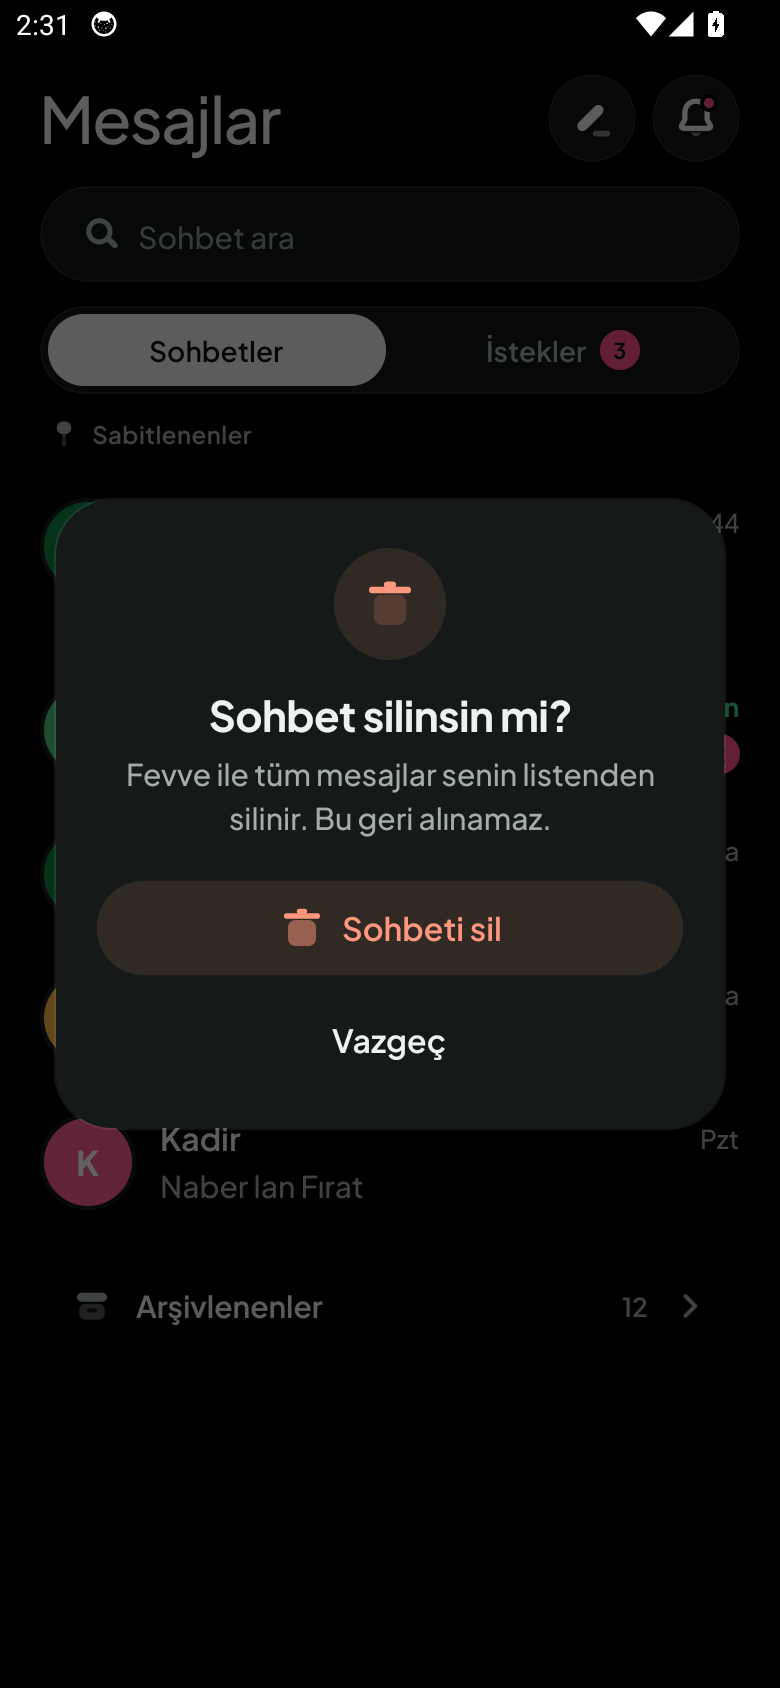 2:31
Mesajlar
Sohbet ara
Sohbetler
İstekler 3
Sabitlenenler
44
Sohbet silinsin mi?
Fevve ile tüm mesajlar senin listenden
silinir. Bu geri alınamaz.
Sohbeti sil
Vazgeç
Kadir
Pzt
K
Naber lan Fırat
Arşivlenenler
12